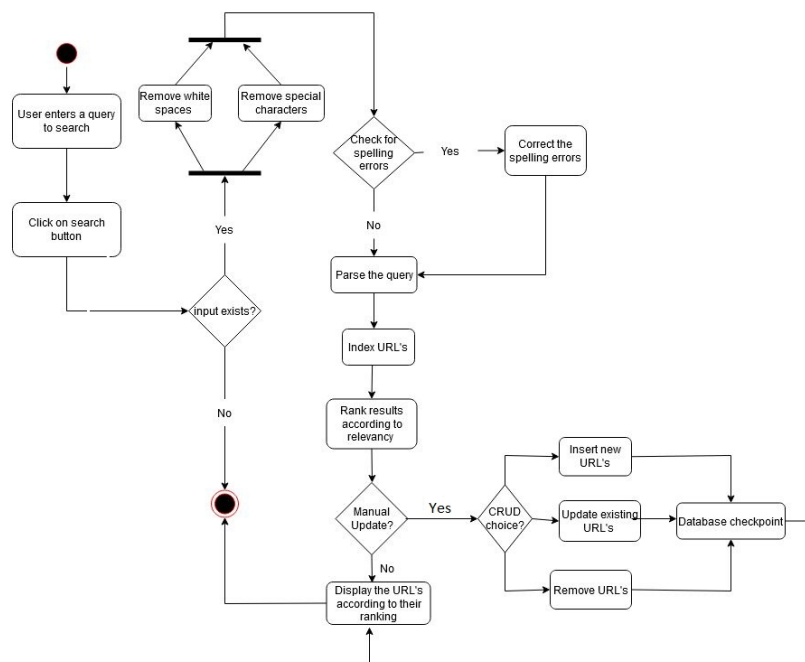 User enters a query
to search
Click on search
button
Remove white
spaces
Remove special
characters
Yes
input exists?
No
Check for
spelling
errors
Yes
Correct the
spelling errors
No
Parse the query
Index URL's
Rank results
according to
relevancy
Manual
Update?
Yes
CRUD
choice?
Insert new
URL's
Update existing
URL's
Remove URL's
Database checkpoint
No
Display the URL's
according to their
ranking